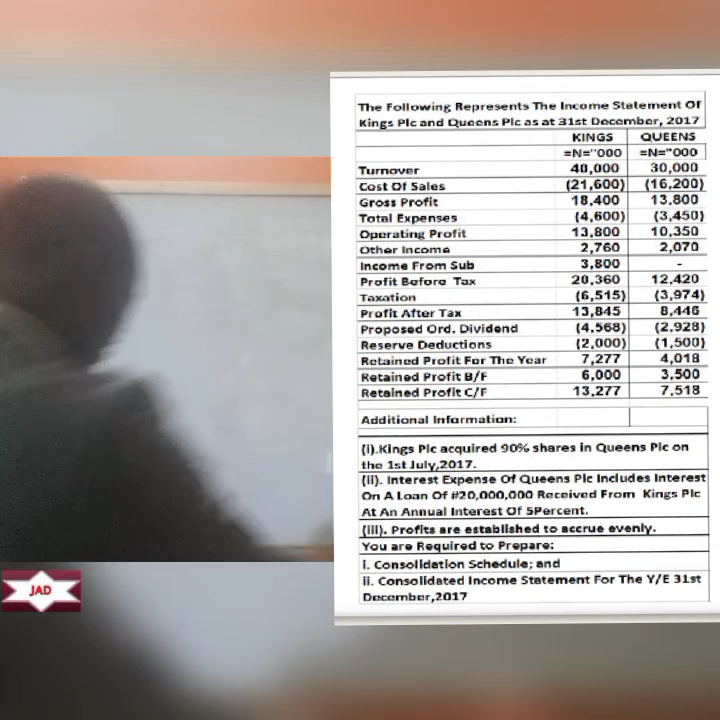 The Following Represents The Income Statement Of
Kings Plc and Queens Plc as at 31st December, 2017
KINGS QUEENS
=N="000 =N="000
Turnover 40,000 30,000
Cost Of Sales (21,600) (16,200)
Gross Profit 18,400 13,800
Total Expenses (4,600) (3,450)
Operating Profit 13,800 10,350
Other Income 2,760 2,070
Income From Sub 3,800 -
Profit Before Tax 20,360 12,420
Taxation (6,515) (3,974)
Profit After Tax 13,845 8,446
Proposed Ord. Dividend (4,568) (2,928)
Reserve Deductions (2,000) (1,500)
Retained Profit For The Year 7,277 4,018
Retained Profit B/F 6,000 3,500
Retained Profit C/F 13,277 7,518
Additional Information:
(i).Kings Plc acquired 90% shares in Queens Plc on
the 1st July,2017.
(ii). Interest Expense Of Queens Plc Includes Interest
On A Loan Of #20,000,000 Received From Kings Plc
At An Annual Interest Of 5Percent.
(iii). Profits are established to accrue evenly.
You are Required to Prepare:
i. Consolidation Schedule; and
ii. Consolidated Income Statement For The Y/E 31st
December,2017
JAD